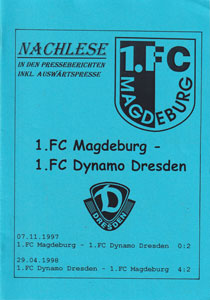 NACHLESE
IN DEN PRESSEBERICHTEN
INKL. AUSWÄRTSPRESSE
1.FC
MAGDEBURG
1.FC Magdeburg -
1.FC Dynamo Dresden
D
DRESDEN
07.11.1997
1.FC Magdeburg - 1.FC Dynamo Dresden 0:2
29.04.1998
1.FC Dynamo Dresden - 1.FC Magdeburg 4:2